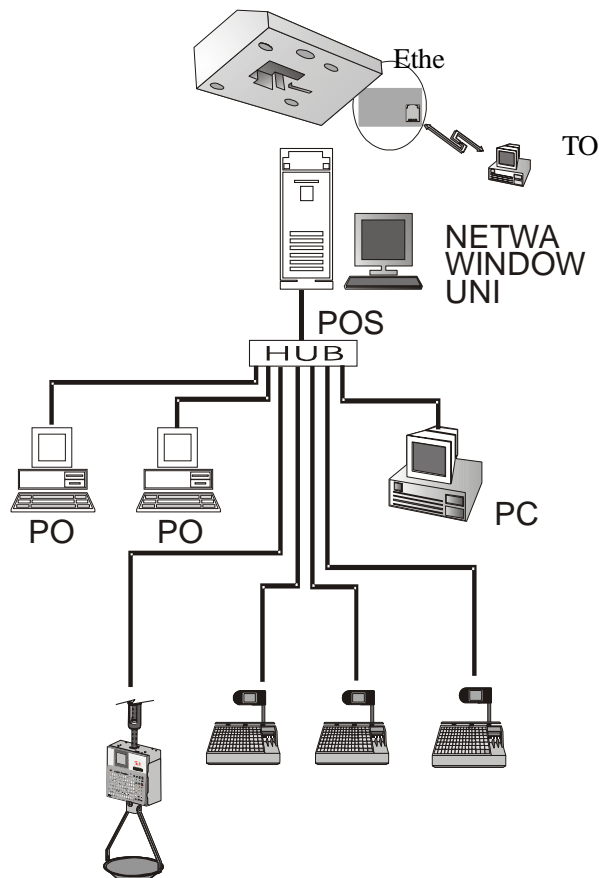 Ethe
TO
NETWA
WINDOW
UNI
POS
HUB
PO
PO
PC